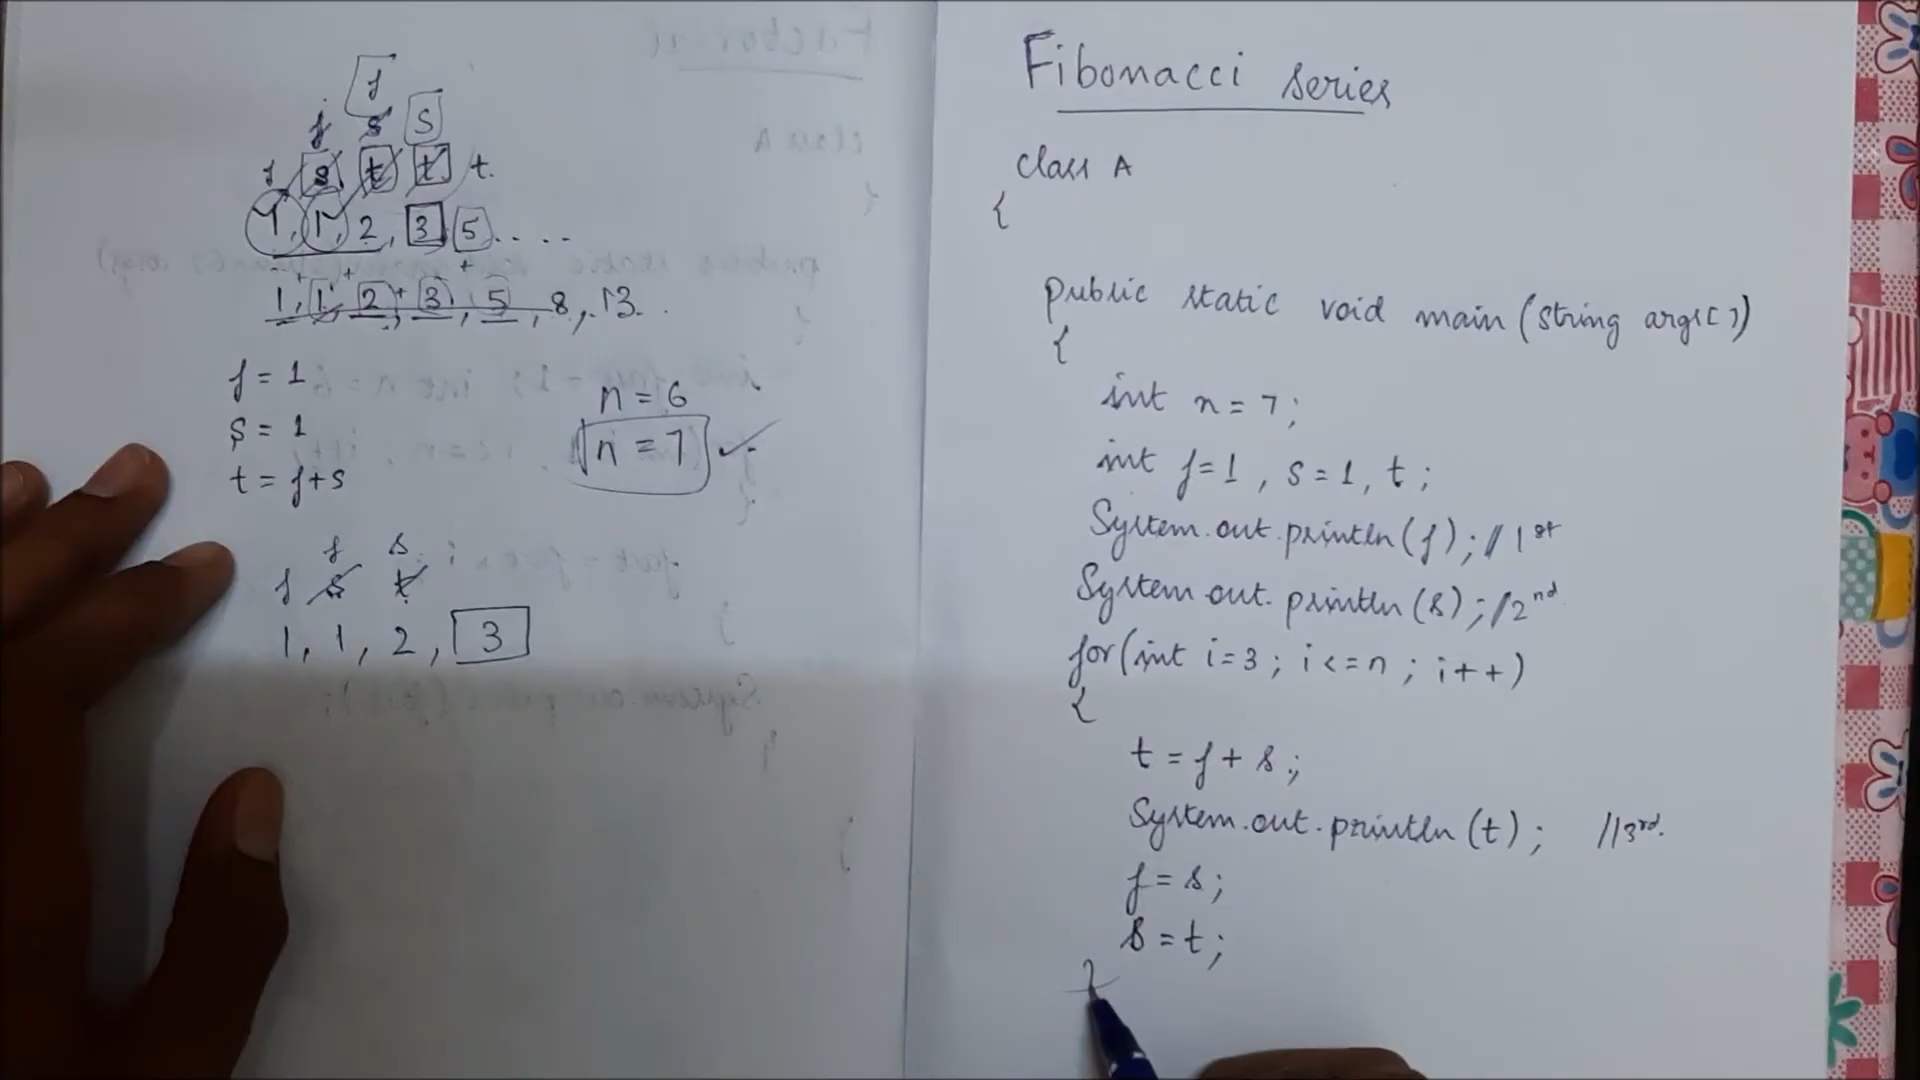 f
f s S
f s t t t.
1, 1, 2, 3 5 ....
1, 1, 2, 3, 5, 8, 13..
f = 1
s = 1
t = f+s
n = 6
n = 7
f s
f s t
1, 1, 2, 3
Fibonacci series
class A
{
public static void main (string args[])
{
int n = 7;
int f=1, s=1, t;
System.out.println(f); // 1st
System.out.println(s); // 2nd
for(int i=3; i<=n; i++)
{
t = f + s;
System.out.println(t); //3rd.
f = s;
s = t;
}